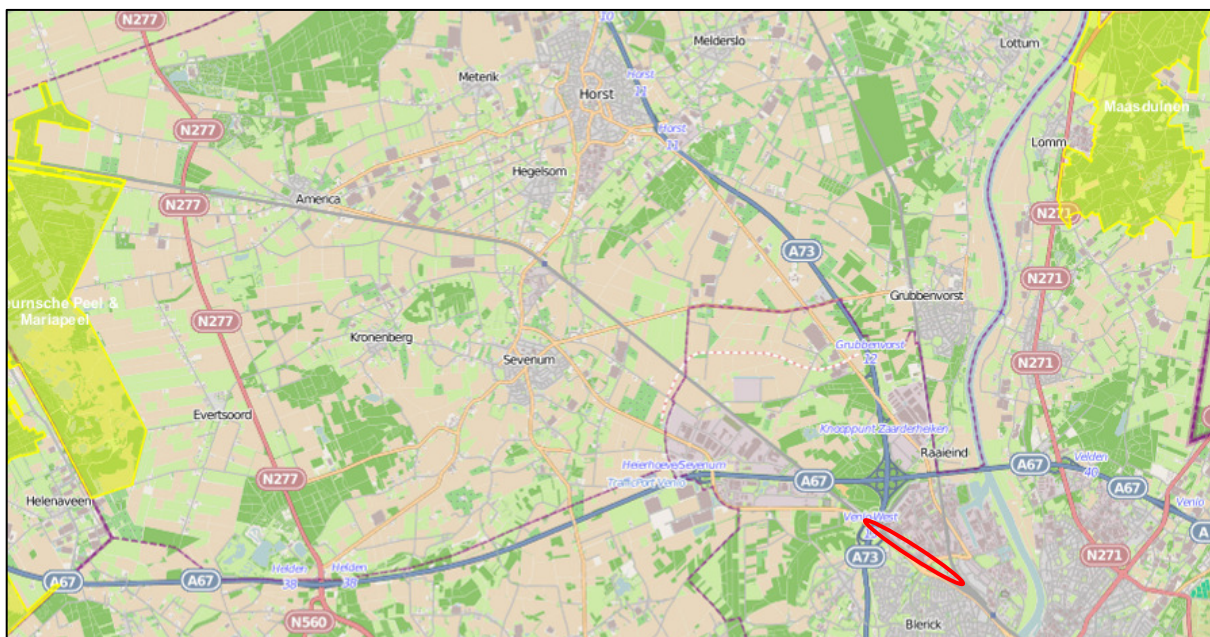 N277
10
Melderslo
Lottum
Meterik
Horst
11
Horst
Maasduinen
N277
Horst
11
Lomm
Hegelsom
America
N277
N271
A73
N271
Grubbenvorst
eurnsche Peel &
Mariapeel
N277
Kronenberg
Grubbenvorst
12
Sevenum
N271
Evertsoord
Knooppunt Zaarderheiken
Raaieind
Velden
40
Heierhoeve/Sevenum
A67
N277
TrafficPort Venlo
A67
A67
Helenaveen
Venlo
Venlo-West
A
A73
N271
Helden
38
Helden
38
A67
A67
N560
Blerick